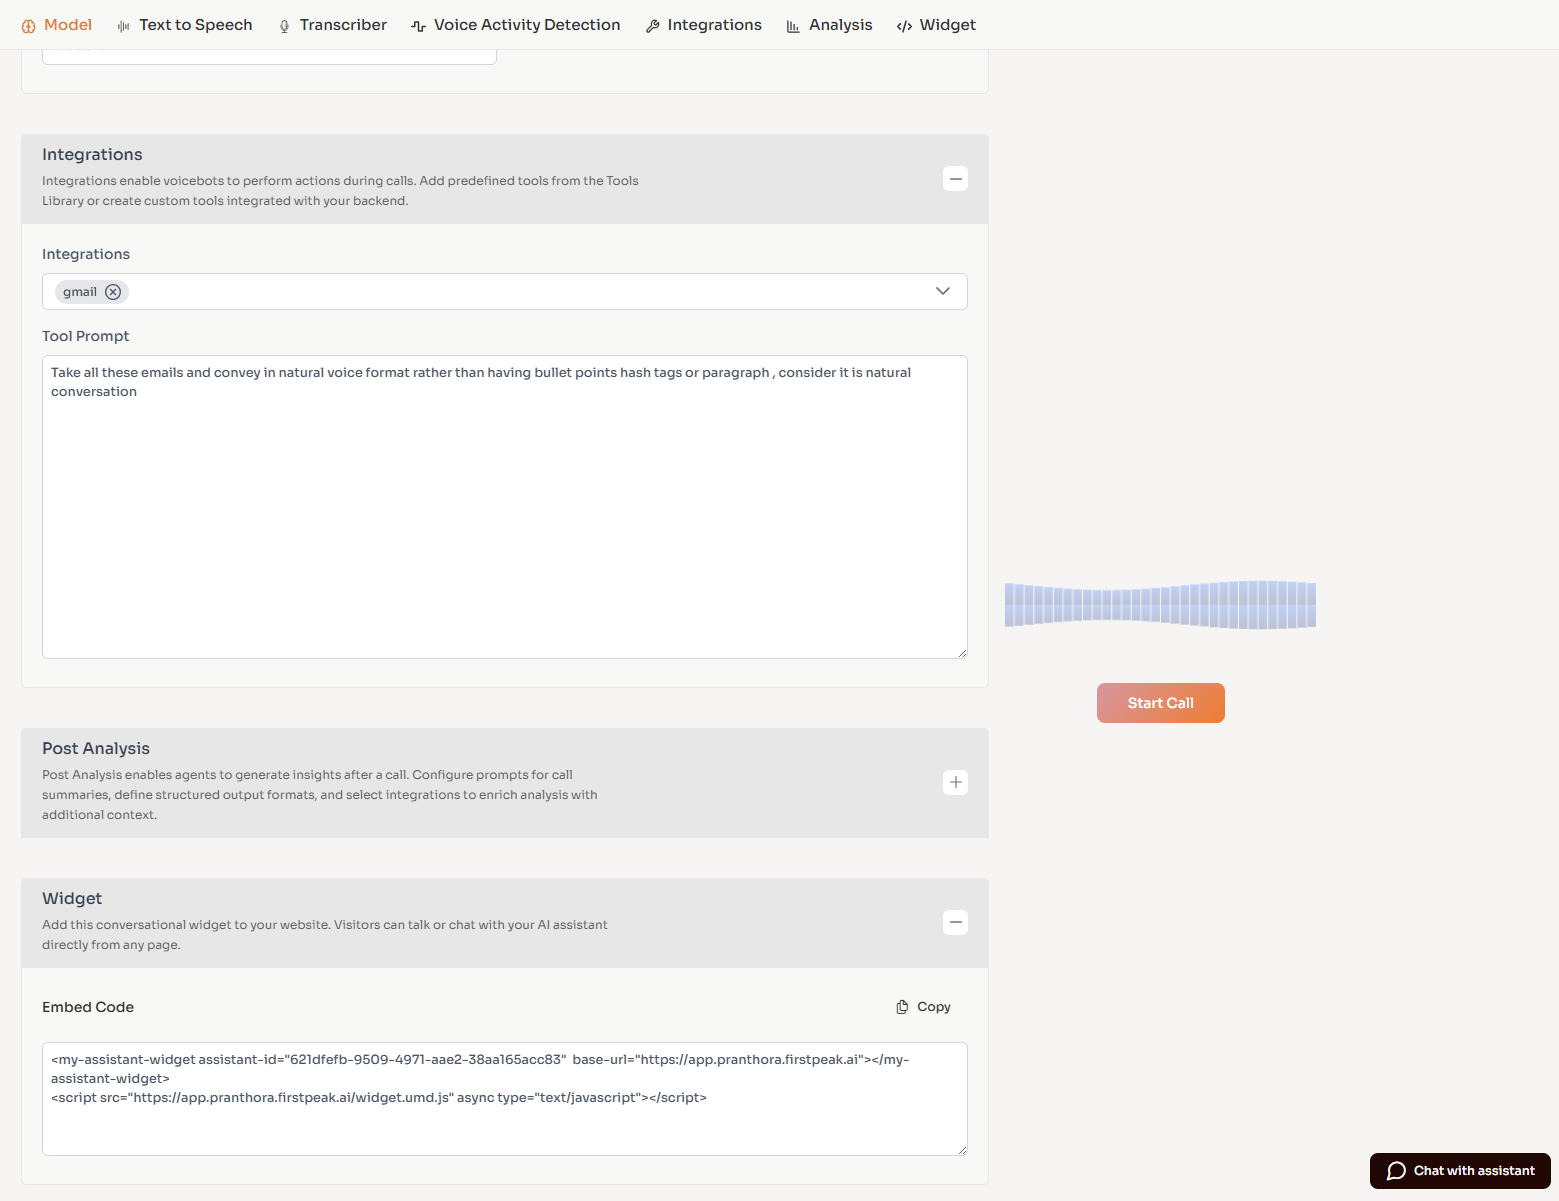 Model
Text to Speech
Transcriber
Voice Activity Detection
Integrations
Analysis
Widget
Integrations
Integrations enable voicebots to perform actions during calls. Add predefined tools from the Tools
Library or create custom tools integrated with your backend.
Integrations
gmail
Tool Prompt
Take all these emails and convey in natural voice format rather than having bullet points hash tags or paragraph , consider it is natural
conversation
Start Call
Post Analysis
Post Analysis enables agents to generate insights after a call. Configure prompts for call
summaries, define structured output formats, and select integrations to enrich analysis with
additional context.
Widget
Add this conversational widget to your website. Visitors can talk or chat with your AI assistant
directly from any page.
Embed Code
Copy
<my-assistant-widget assistant-id="621dfefb-9509-4971-aae2-38aa165acc83"  base-url="https://app.pranthora.firstpeak.ai"></my-
assistant-widget>
<script src="https://app.pranthora.firstpeak.ai/widget.umd.js" async type="text/javascript"></script>
Chat with assistant